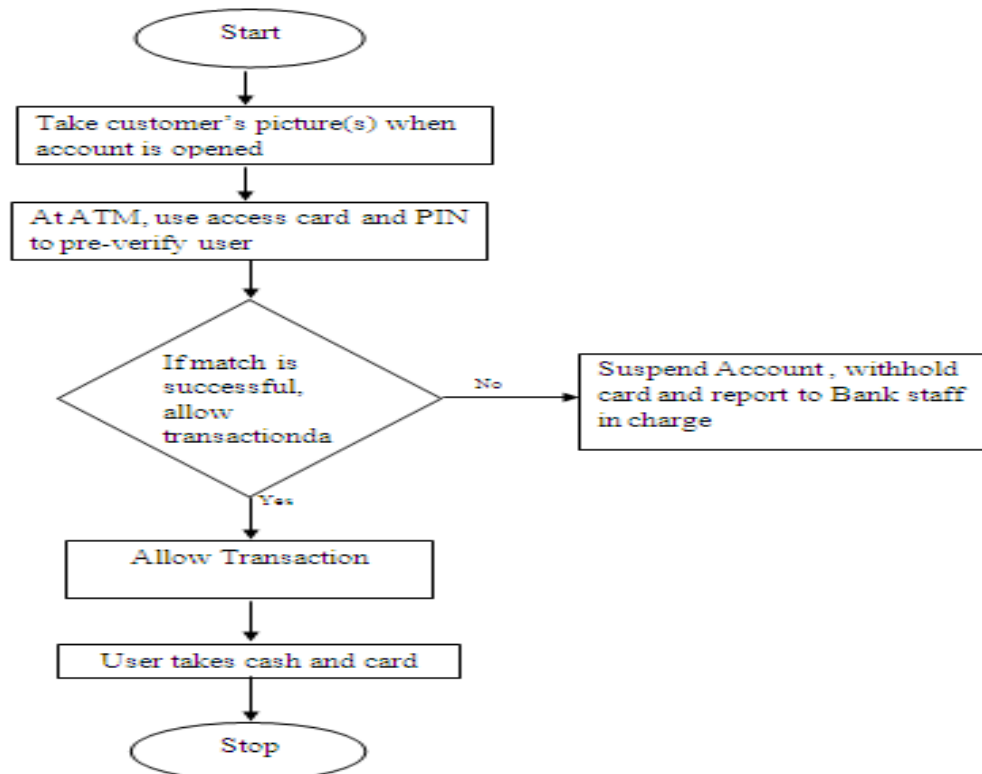 Start
Take customer’s picture(s) when
account is opened
At ATM, use access card and PIN
to pre-verify user
If match is
successful,
allow
transactionda
No
Suspend Account , withhold
card and report to Bank staff
in charge
Yes
Allow Transaction
User takes cash and card
Stop